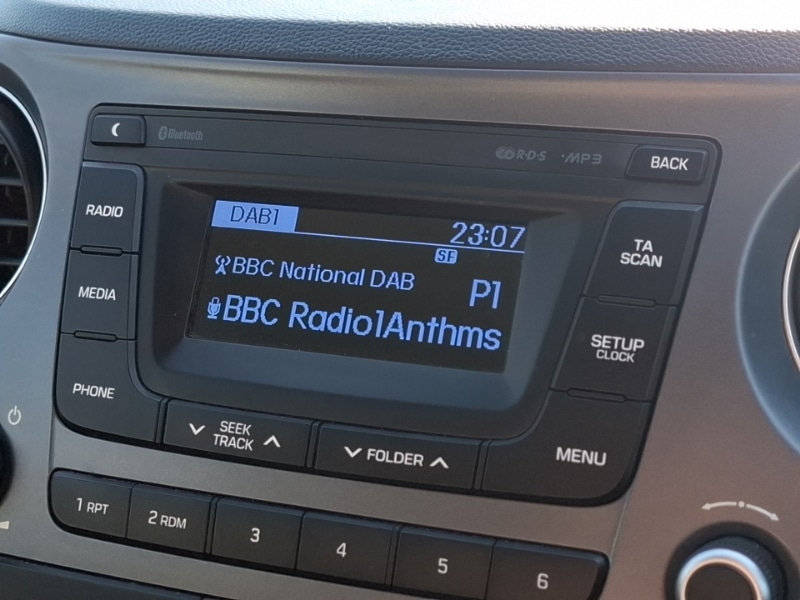 Bluetooth
R·D·S
MP3
BACK
RADIO
MEDIA
PHONE
DAB1
23:07
SF
BBC National DAB
P1
BBC Radio1Anthms
TA
SCAN
SETUP
CLOCK
SEEK
TRACK
FOLDER
MENU
1 RPT
2 RDM
3
4
5
6